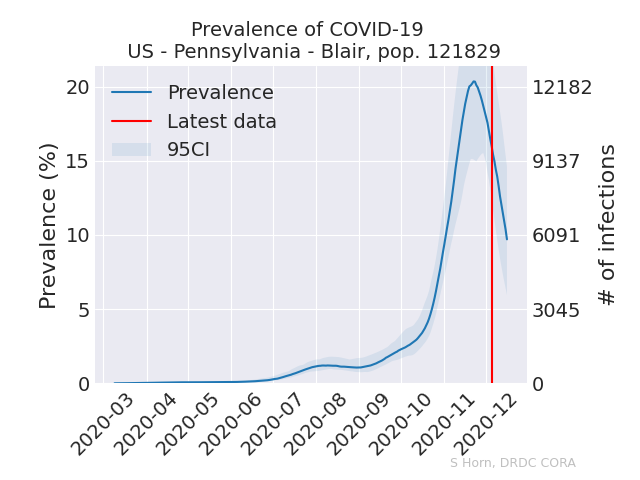 Prevalence of COVID-19
US - Pennsylvania - Blair, pop. 121829
Prevalence
Latest data
95CI
Prevalence (%)
20
15
10
5
0
12182
9137
6091
3045
0
# of infections
2020-03
2020-04
2020-05
2020-06
2020-07
2020-08
2020-09
2020-10
2020-11
2020-12
S Horn, DRDC CORA